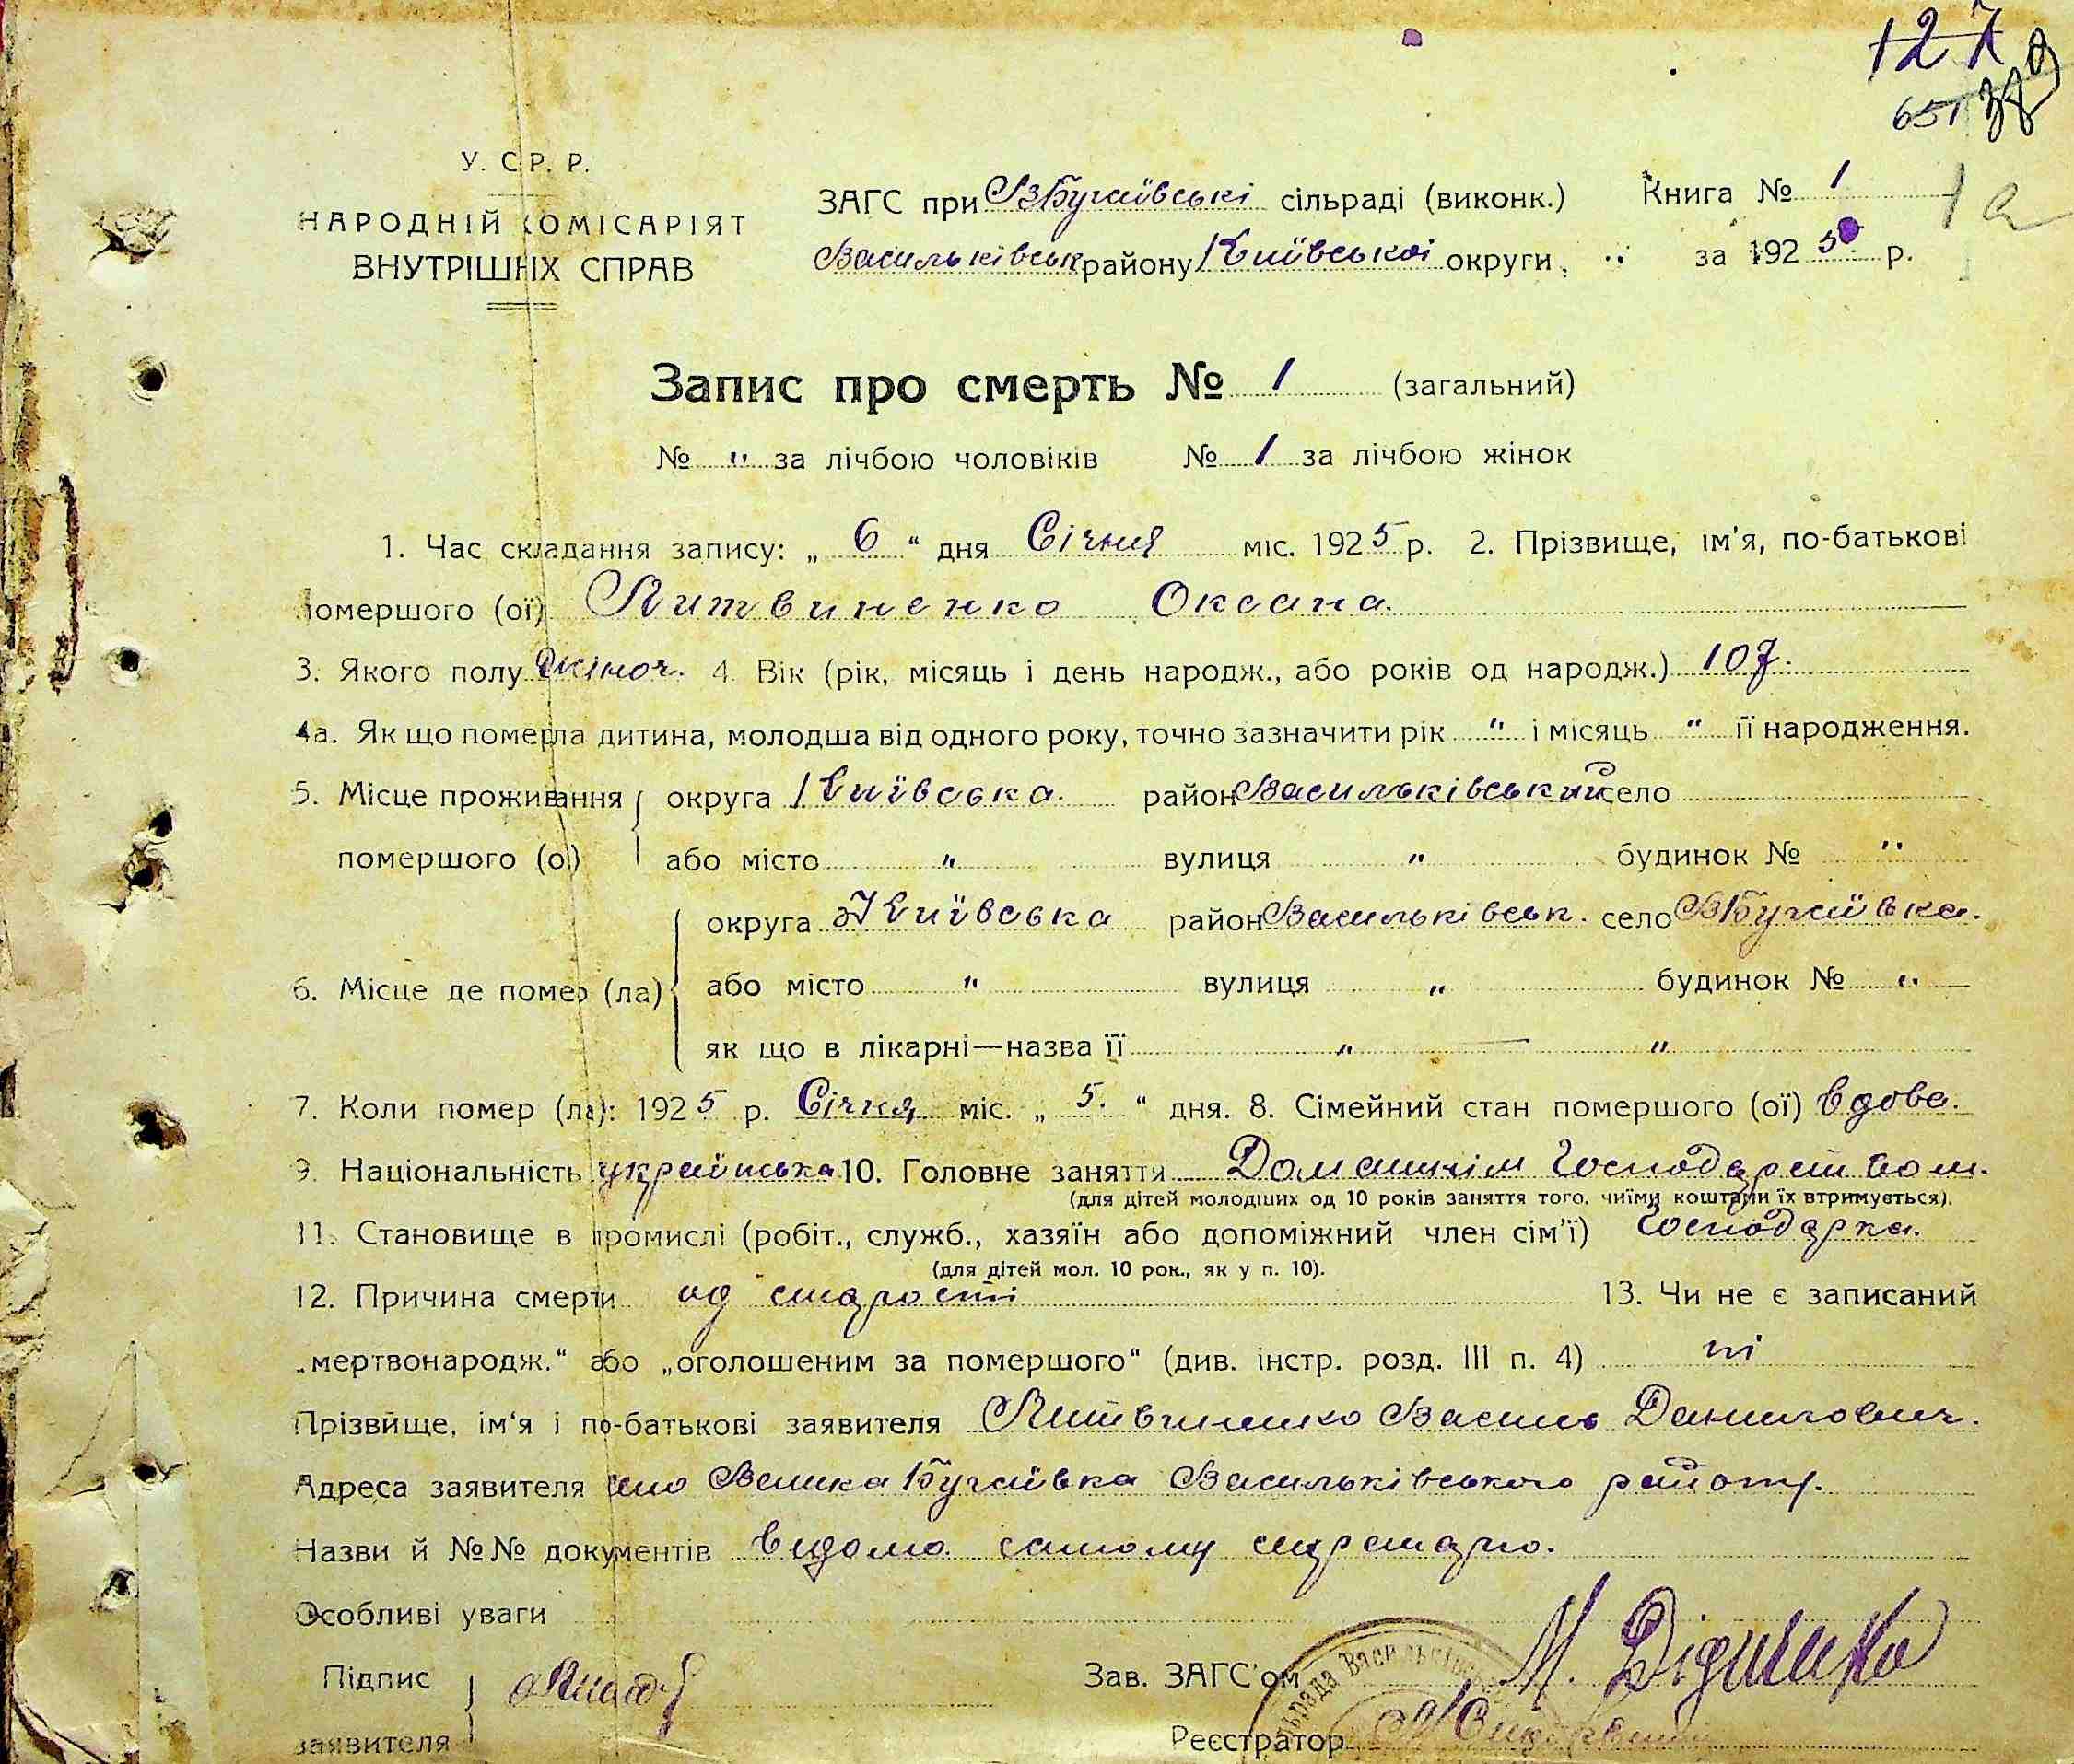 127
651 389
У. С. Р. Р.
НАРОДНІЙ КОМІСАРІЯТ
ВНУТРІШНІХ СПРАВ
ЗАГС при ВБугаївські сільраді (виконк.) Книга № 1
Васильківськ району Київської округи, за 1925 р.
Запис про смерть № 1 (загальний)
№ " за лічбою чоловіків № 1 за лічбою жінок
1. Час складання запису: „ 6 “ дня Січня міс. 1925 р. 2. Прізвище, ім'я, по-батькові
помершого (ої) Литвиненко Оксана.
3. Якого полу жіноч. 4. Вік (рік, місяць і день народж., або років од народж.) 107.
4а. Як що померла дитина, молодша від одного року, точно зазначити рік " і місяць " її народження.
5. Місце проживання округа Київська. район Васильківський село
помершого (ої) або місто " вулиця " будинок № "
округа Київська район Васильківськ. село ВБугаївка.
6. Місце де помер (ла) або місто " вулиця " будинок № "
як що в лікарні—назва її " — "
7. Коли помер (ла): 1925 р. Січня міс. „ 5. “ дня. 8. Сімейний стан помершого (ої) вдова.
9. Національність українська 10. Головне заняття Домашнім Господарством.
(для дітей молодших од 10 років заняття того, чиїми коштами їх втримується).
11. Становище в промислі (робіт., служб., хазяїн або допоміжний член сім'ї) Господарка.
(для дітей мол. 10 рок., як у п. 10).
12. Причина смерти од старости 13. Чи не є записаний
„мертвонародж.“ або „оголошеним за помершого“ (див. інстр. розд. III п. 4) ні
Прізвище, ім'я і по-батькові заявителя Литвиненко Василь Данилович.
Адреса заявителя село Велика Бугаївка Васильківського району.
Назви й №№ документів відомо самому секретарю.
Особливі уваги
Підпис Зав. ЗАГС'ом М. Дідченко
заявителя Реєстратор